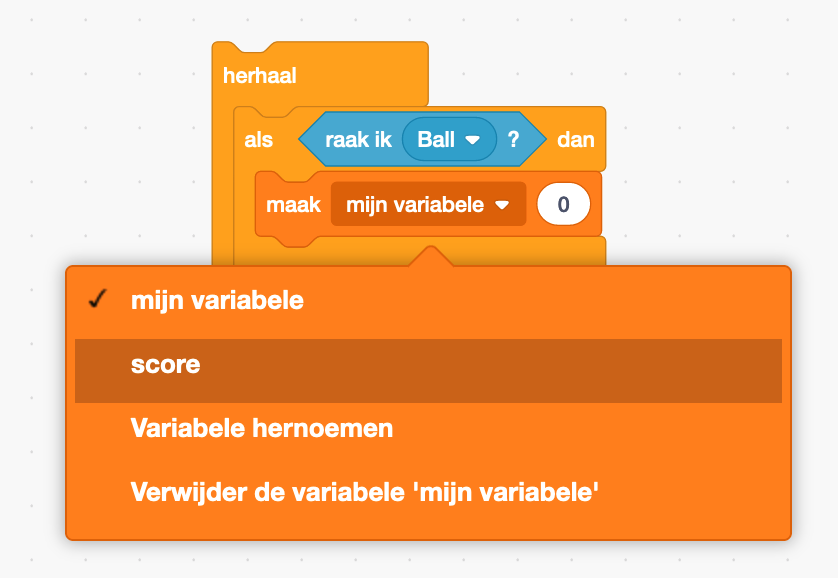 herhaal
als raak ik Ball ? dan
maak mijn variabele 0
✓ mijn variabele
score
Variabele hernoemen
Verwijder de variabele 'mijn variabele'